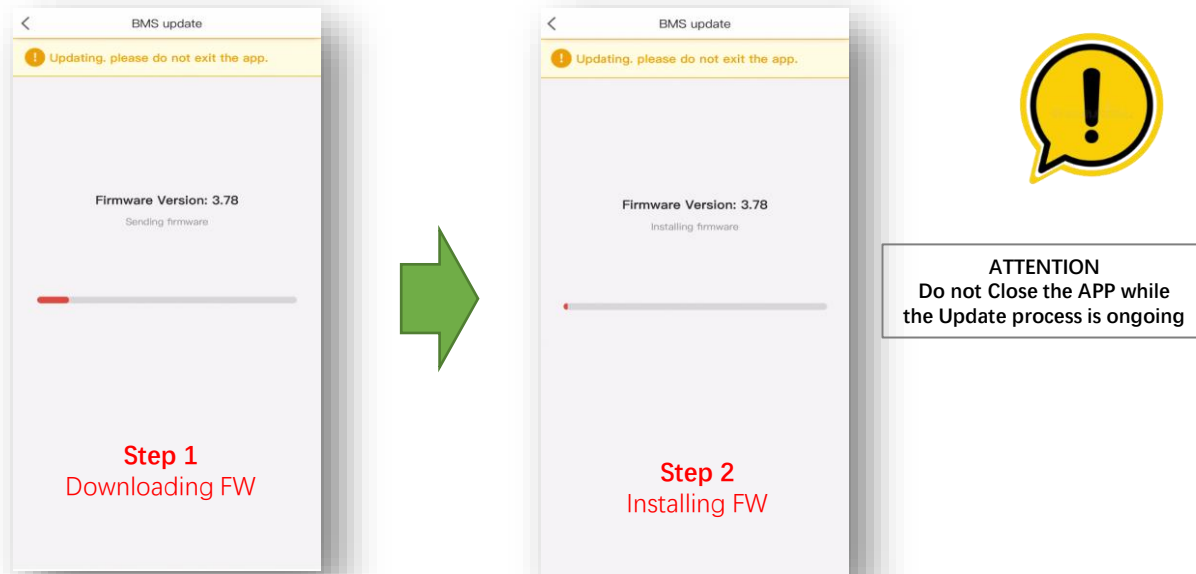 BMS update
Updating. please do not exit the app.
Firmware Version: 3.78
Sending firmware
Step 1
Downloading FW
BMS update
Updating. please do not exit the app.
Firmware Version: 3.78
Installing firmware
Step 2
Installing FW
ATTENTION
Do not Close the APP while
the Update process is ongoing